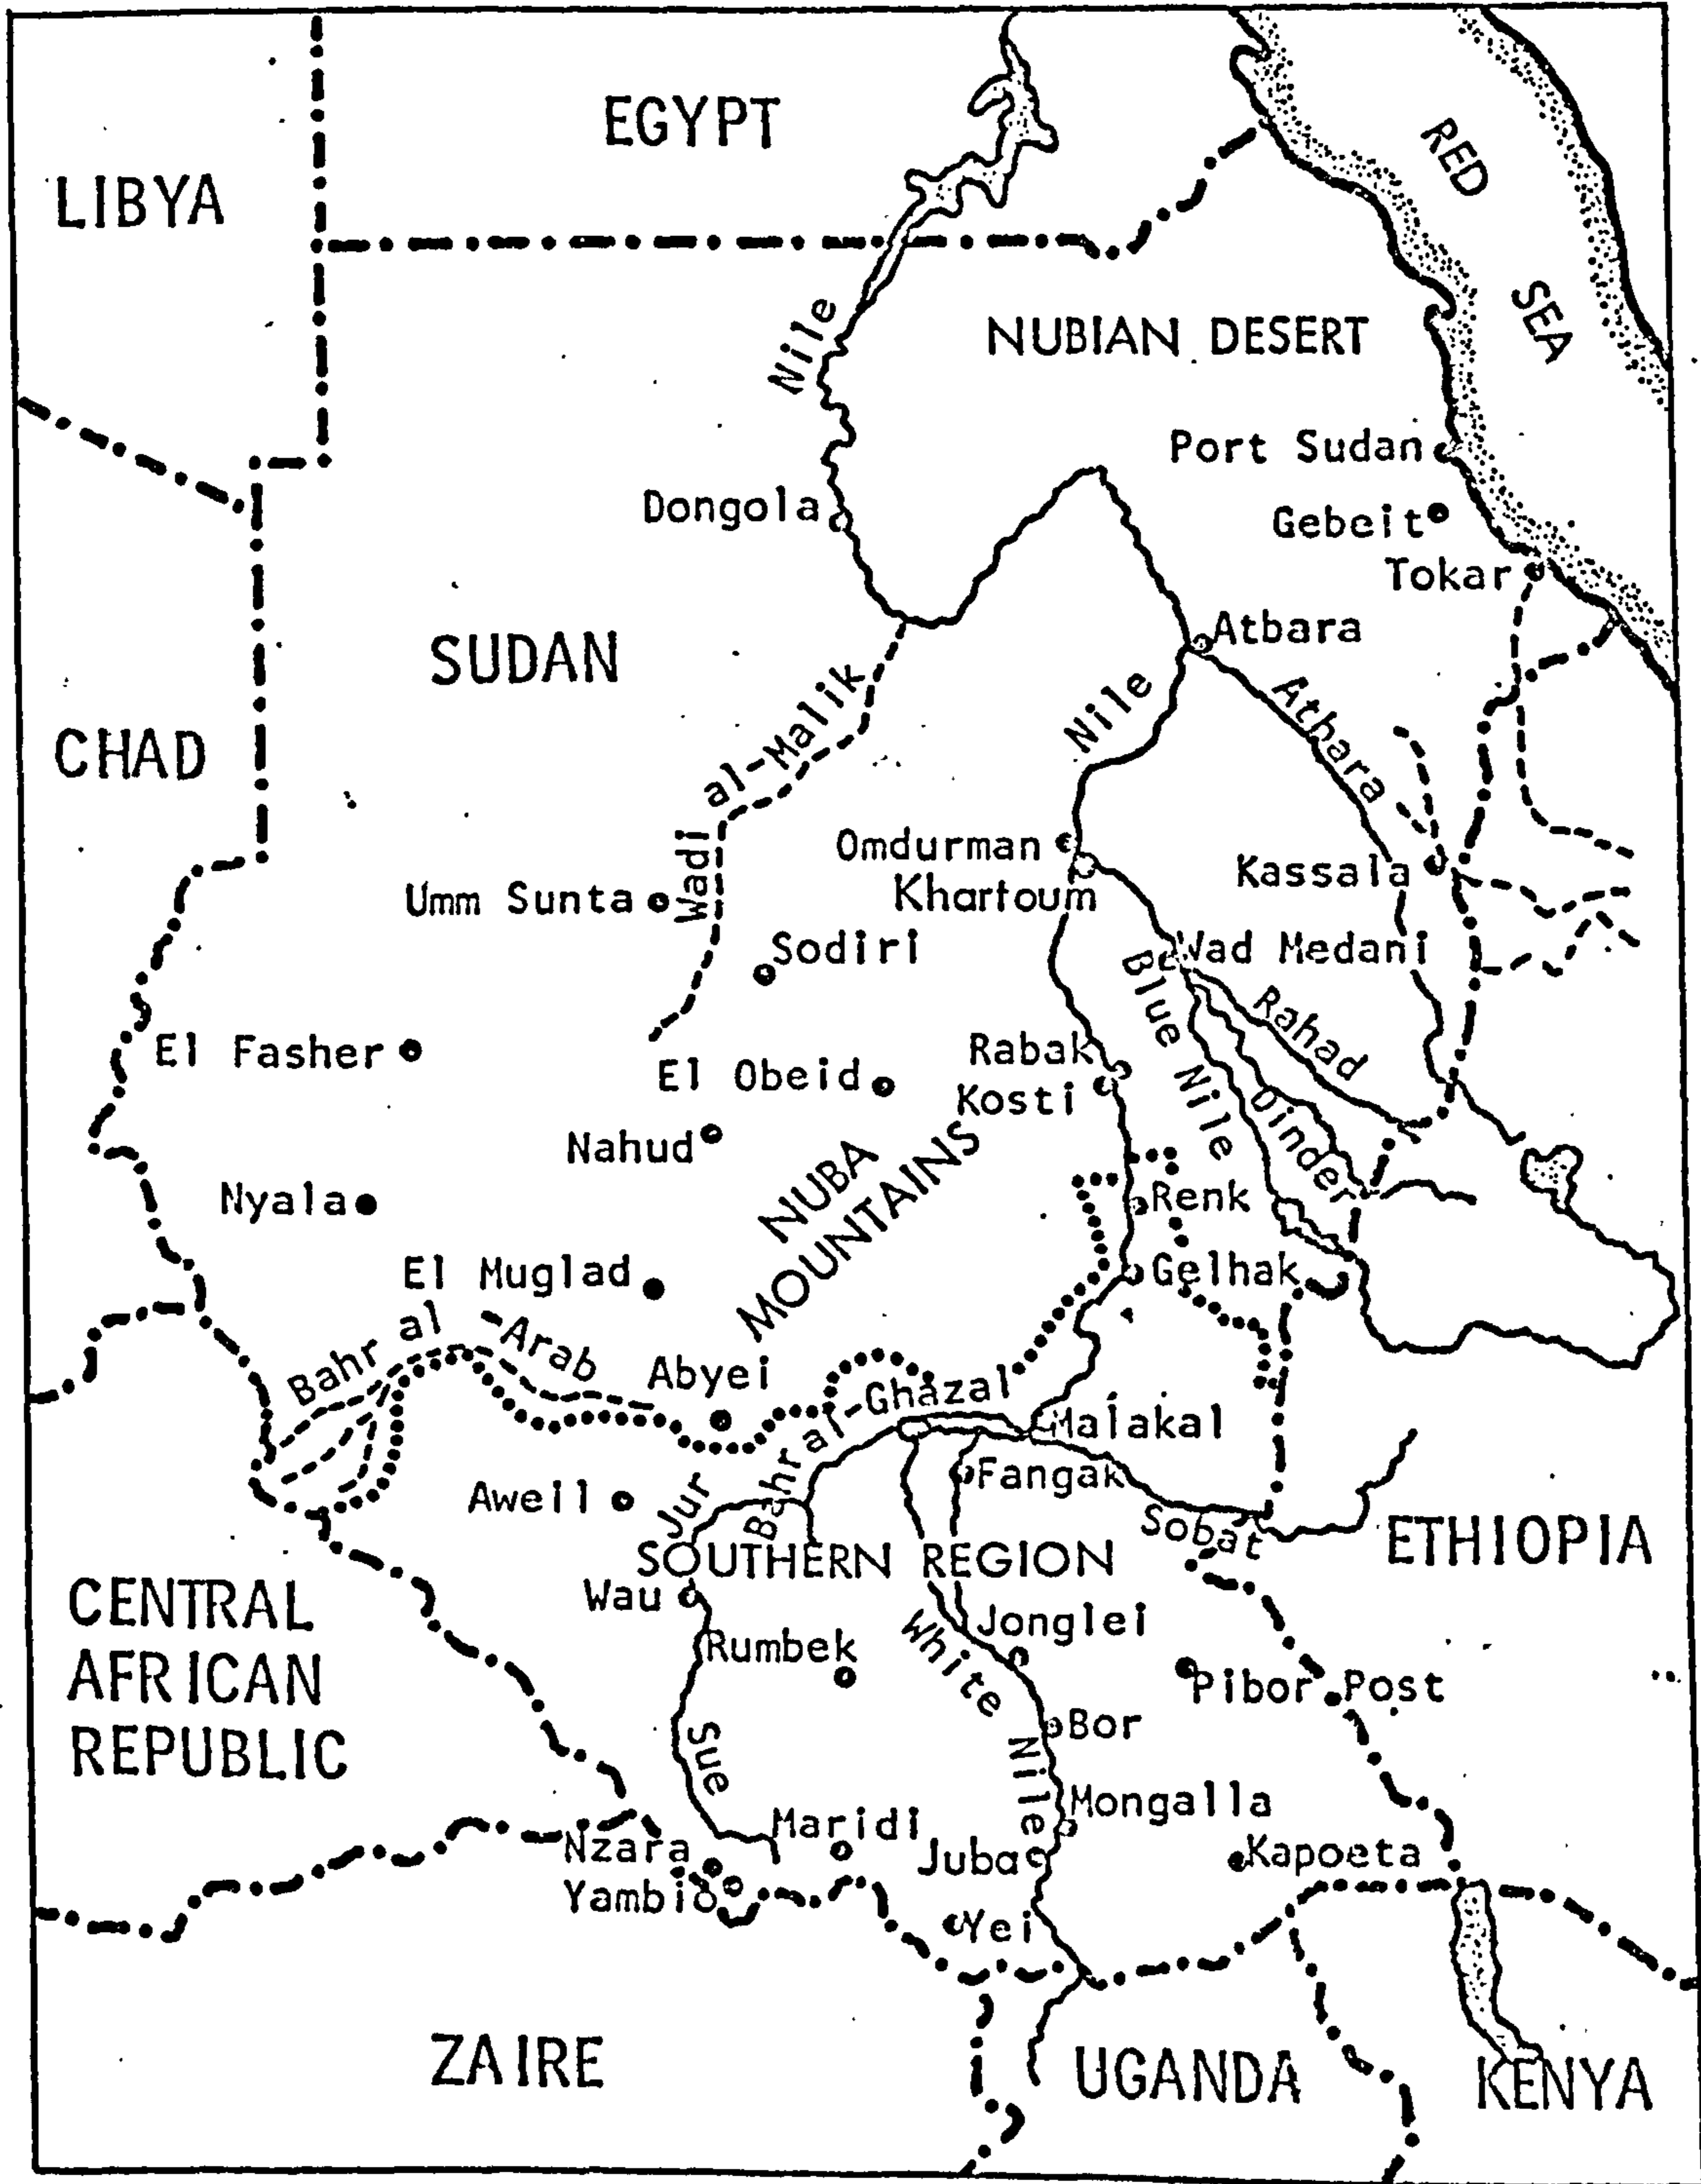 EGYPT
LIBYA
RED
SEA
Nile
NUBIAN DESERT
Port Sudan
Dongola
Gebeit
Tokar
Atbara
SUDAN
al-Malik
Nile
Atbara
CHAD
Wadi
Omdurman
Kassala
Umm Sunta
Khartoum
Sodiri
Wad Medani
Blue Nile
Rahad
El Fasher
Rabak
El Obeid
Kosti
Dinder
Nahud
NUBA
MOUNTAINS
Nyala
Renk
El Muglad
Gelhak
Bahr al
-Arab
Abyei
Bahr al-Ghazal
Malakal
Fangak
Aweil
Jur
Sobat
ETHIOPIA
SOUTHERN REGION
Wau
CENTRAL
AFRICAN
REPUBLIC
Jonglei
Rumbek
White Nile
Pibor Post
Bor
Sue
Mongalla
Maridi
Nzara
Juba
Kapoeta
Yambio
Yei
ZAIRE
UGANDA
KENYA